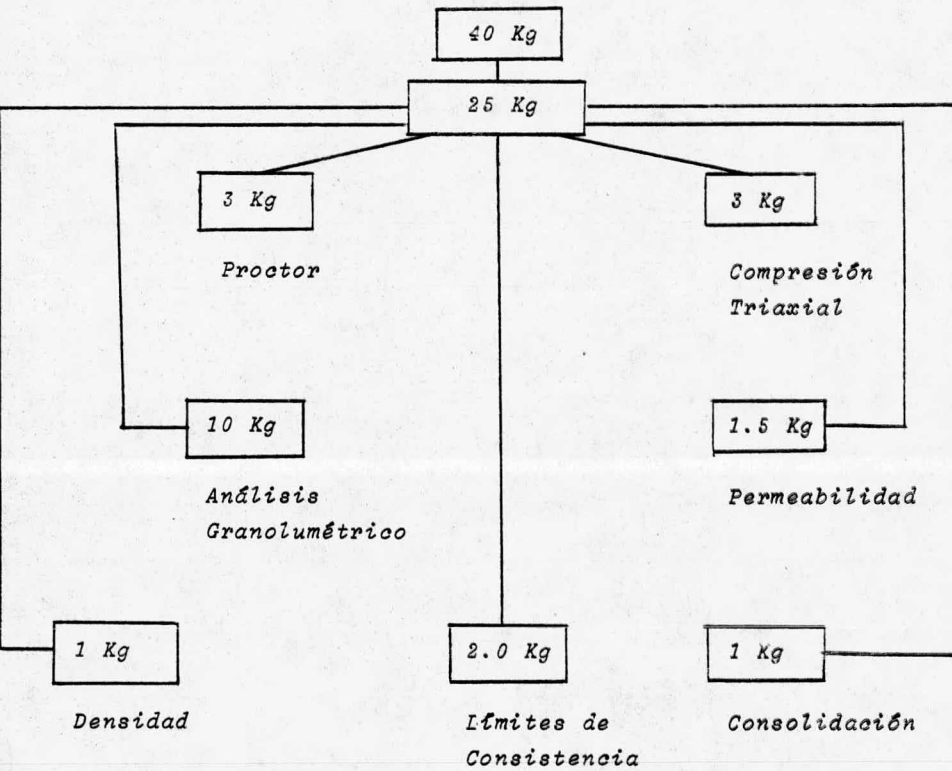 40 Kg
25 Kg
3 Kg
3 Kg
Proctor
Compresión
Triaxial
10 Kg
1.5 Kg
Análisis
Granolumétrico
Permeabilidad
1 Kg
2.0 Kg
1 Kg
Densidad
Límites de
Consistencia
Consolidación